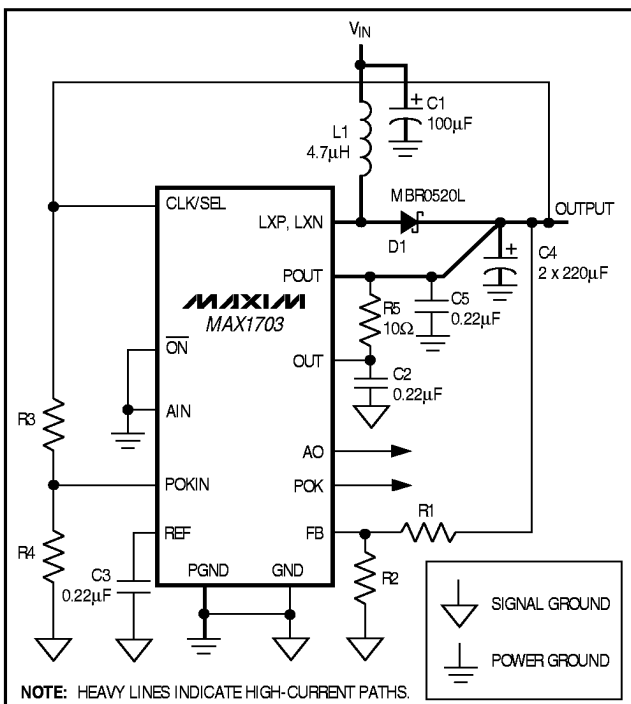 VIN
C1
100µF
L1
4.7µH
MBR0520L
CLK/SEL
LXP, LXN
OUTPUT
D1
POUT
C4
2 x 220µF
MAXIM
MAX1703
R5
10Ω
C5
0.22µF
ON
OUT
C2
0.22µF
R3
AIN
AO
POKIN
POK
R1
REF
FB
R4
C3
0.22µF
PGND
GND
R2
SIGNAL GROUND
POWER GROUND
NOTE: HEAVY LINES INDICATE HIGH-CURRENT PATHS.